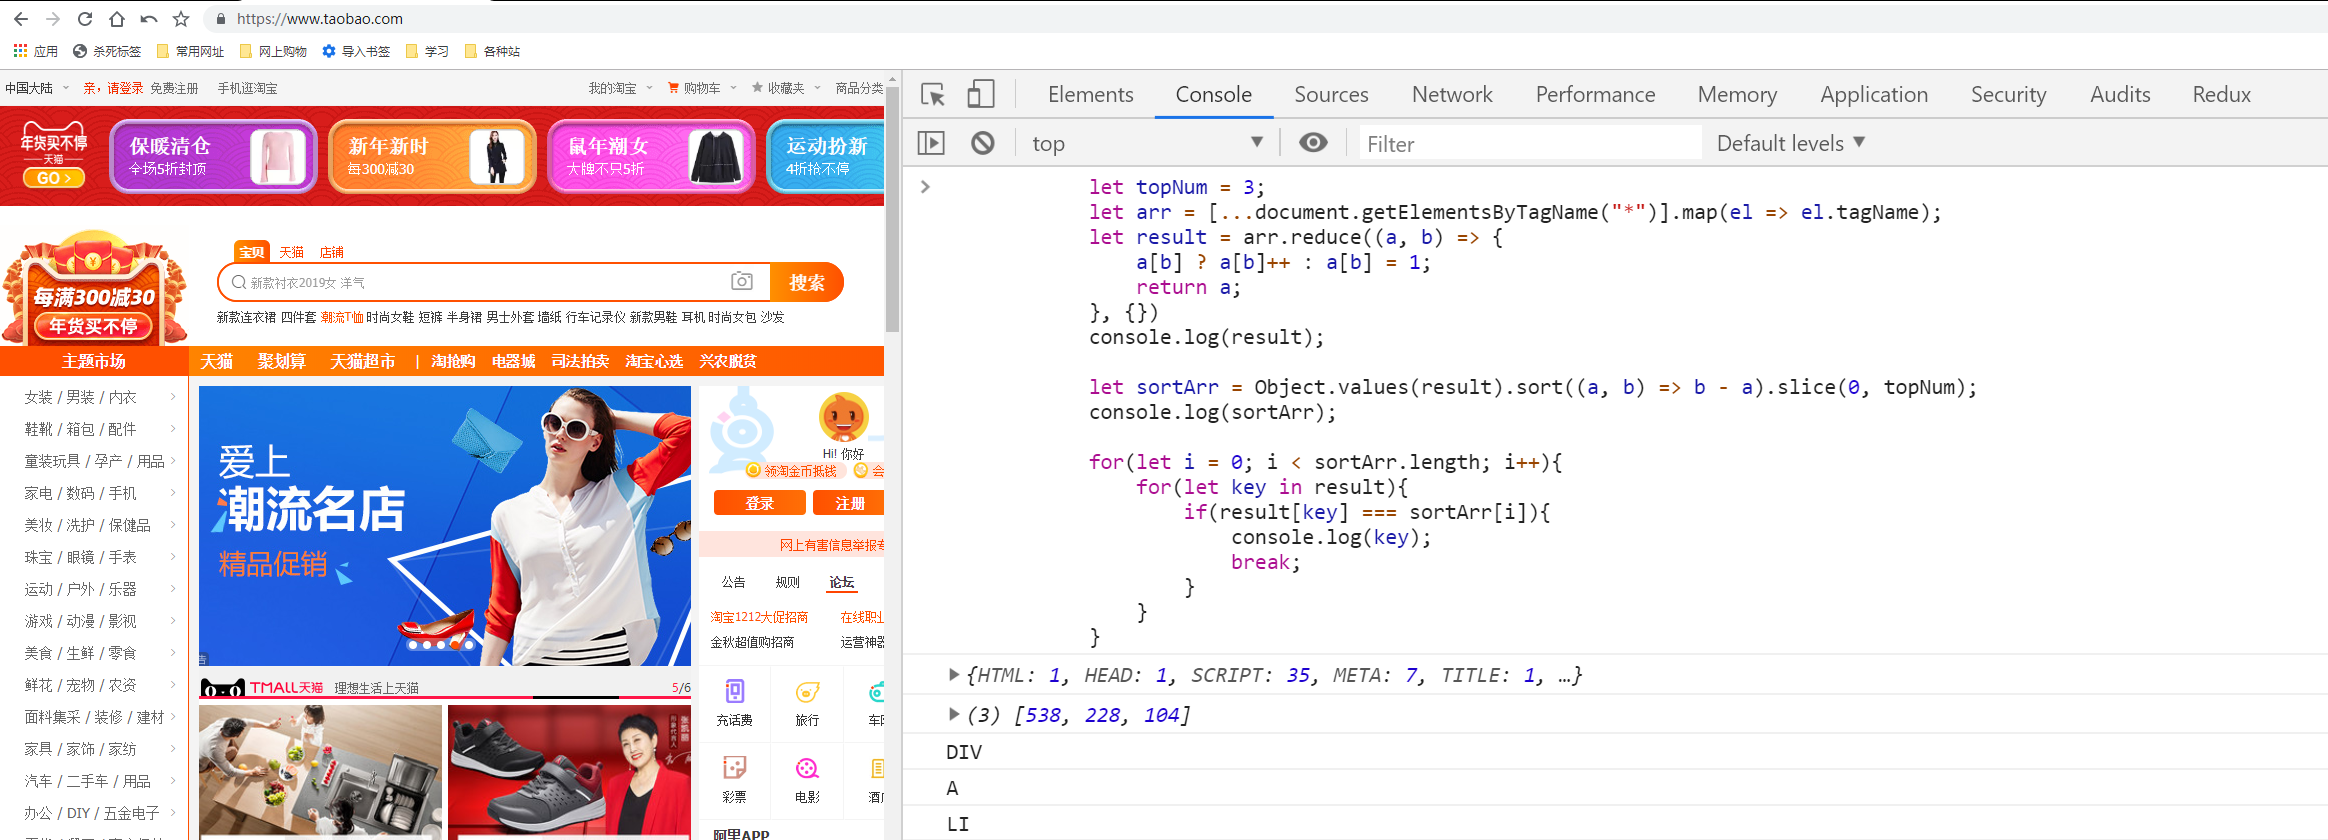 https://www.taobao.com
应用 杀死标签 常用网址 网上购物 导入书签 学习 各种站
中国大陆 亲，请登录 免费注册 手机逛淘宝 我的淘宝 购物车 收藏夹 商品分类
年货买不停
天猫
GO >
保暖清仓
全场5折封顶
新年新时
每300减30
鼠年潮女
大牌不只5折
运动扮新
4折抢不停
每满300减30
年货买不停
宝贝 天猫 店铺
新款衬衣2019女 洋气
搜索
新款连衣裙 四件套 潮流T恤 时尚女鞋 短裤 半身裙 男士外套 墙纸 行车记录仪 新款男鞋 耳机 时尚女包 沙发
主题市场 天猫 聚划算 天猫超市 | 淘抢购 电器城 司法拍卖 淘宝心选 兴农脱贫
女装 / 男装 / 内衣
鞋靴 / 箱包 / 配件
童装玩具 / 孕产 / 用品
家电 / 数码 / 手机
美妆 / 洗护 / 保健品
珠宝 / 眼镜 / 手表
运动 / 户外 / 乐器
游戏 / 动漫 / 影视
美食 / 生鲜 / 零食
鲜花 / 宠物 / 农资
面料集采 / 装修 / 建材
家具 / 家饰 / 家纺
汽车 / 二手车 / 用品
办公 / DIY / 五金电子
爱上
潮流名店
精品促销
TMALL天猫 理想生活上天猫 5/6
Hi! 你好
领淘金币抵钱 会
登录 注册
网上有害信息举报专
公告 规则 论坛
淘宝1212大促招商 在线职业
金秋超值购招商 运营神器
充话费 旅行 车
彩票 电影 酒
阿里APP
Elements Console Sources Network Performance Memory Application Security Audits Redux
top Filter Default levels
let topNum = 3;
let arr = [...document.getElementsByTagName("*")].map(el => el.tagName);
let result = arr.reduce((a, b) => {
    a[b] ? a[b]++ : a[b] = 1;
    return a;
}, {})
console.log(result);
let sortArr = Object.values(result).sort((a, b) => b - a).slice(0, topNum);
console.log(sortArr);
for(let i = 0; i < sortArr.length; i++){
    for(let key in result){
        if(result[key] === sortArr[i]){
            console.log(key);
            break;
        }
    }
}
{HTML: 1, HEAD: 1, SCRIPT: 35, META: 7, TITLE: 1, …}
(3) [538, 228, 104]
DIV
A
LI